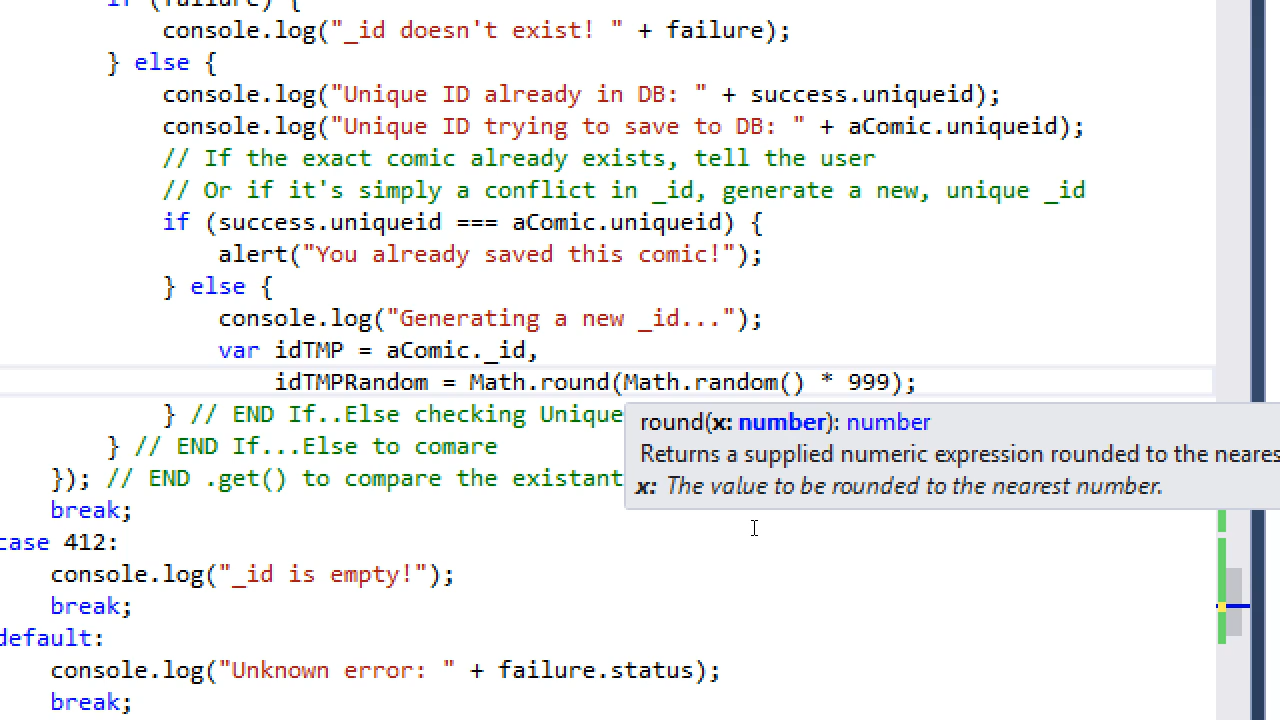 if (failure) {
console.log("_id doesn't exist! " + failure);
} else {
console.log("Unique ID already in DB: " + success.uniqueid);
console.log("Unique ID trying to save to DB: " + aComic.uniqueid);
// If the exact comic already exists, tell the user
// Or if it's simply a conflict in _id, generate a new, unique _id
if (success.uniqueid === aComic.uniqueid) {
alert("You already saved this comic!");
} else {
console.log("Generating a new _id...");
var idTMP = aComic._id,
idTMPRandom = Math.round(Math.random() * 999);
} // END If..Else checking Unique
round(x: number): number
} // END If...Else to comare
Returns a supplied numeric expression rounded to the neares
}); // END .get() to compare the existant
x: The value to be rounded to the nearest number.
break;
case 412:
console.log("_id is empty!");
break;
default:
console.log("Unknown error: " + failure.status);
break;